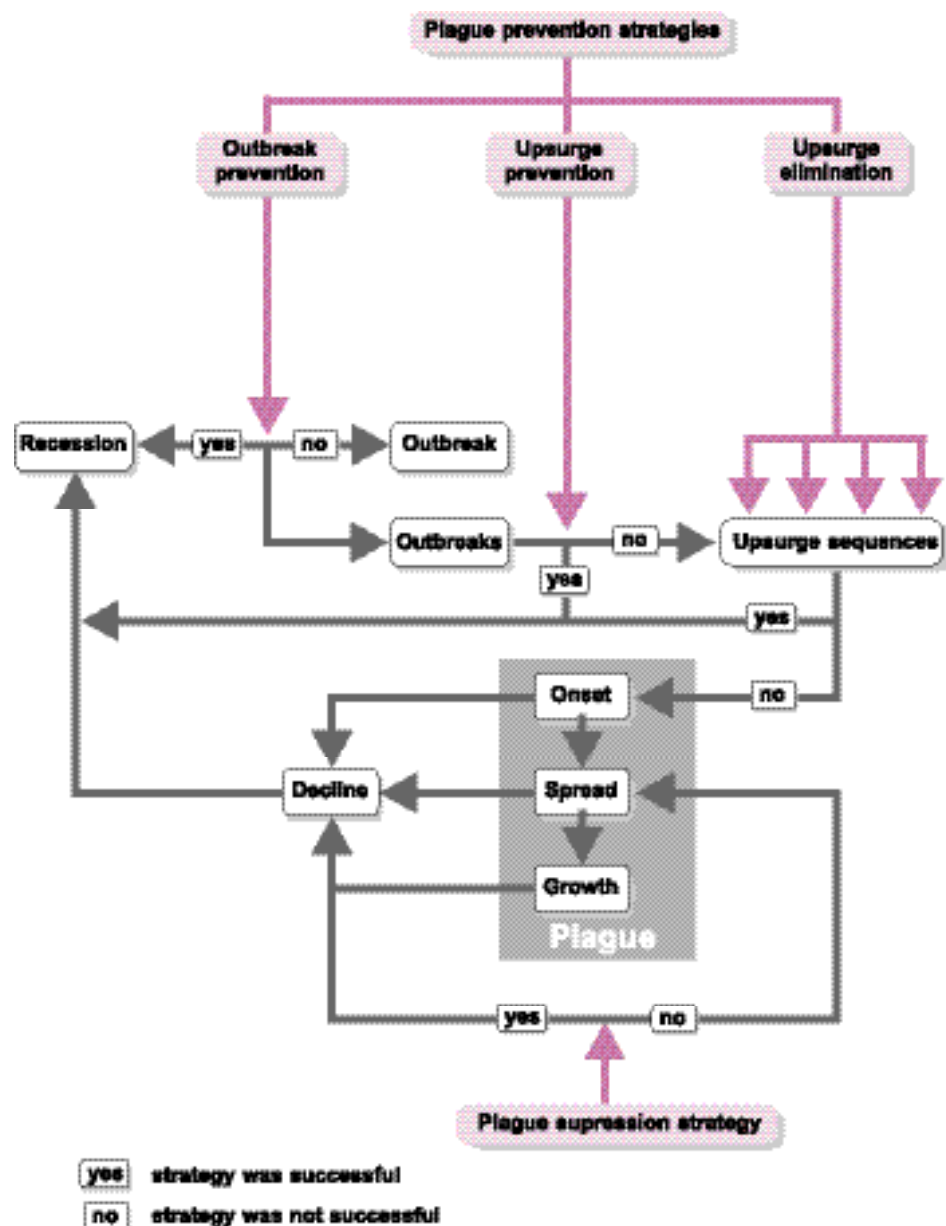 Plague prevention strategies
Outbreak
prevention
Upsurge
prevention
Upsurge
elimination
Recession
yes
no
Outbreak
Outbreaks
no
Upsurge sequences
yes
yes
Onset
no
Decline
Spread
Growth
Plague
yes
no
Plague supression strategy
yes strategy was successful
no strategy was not successful